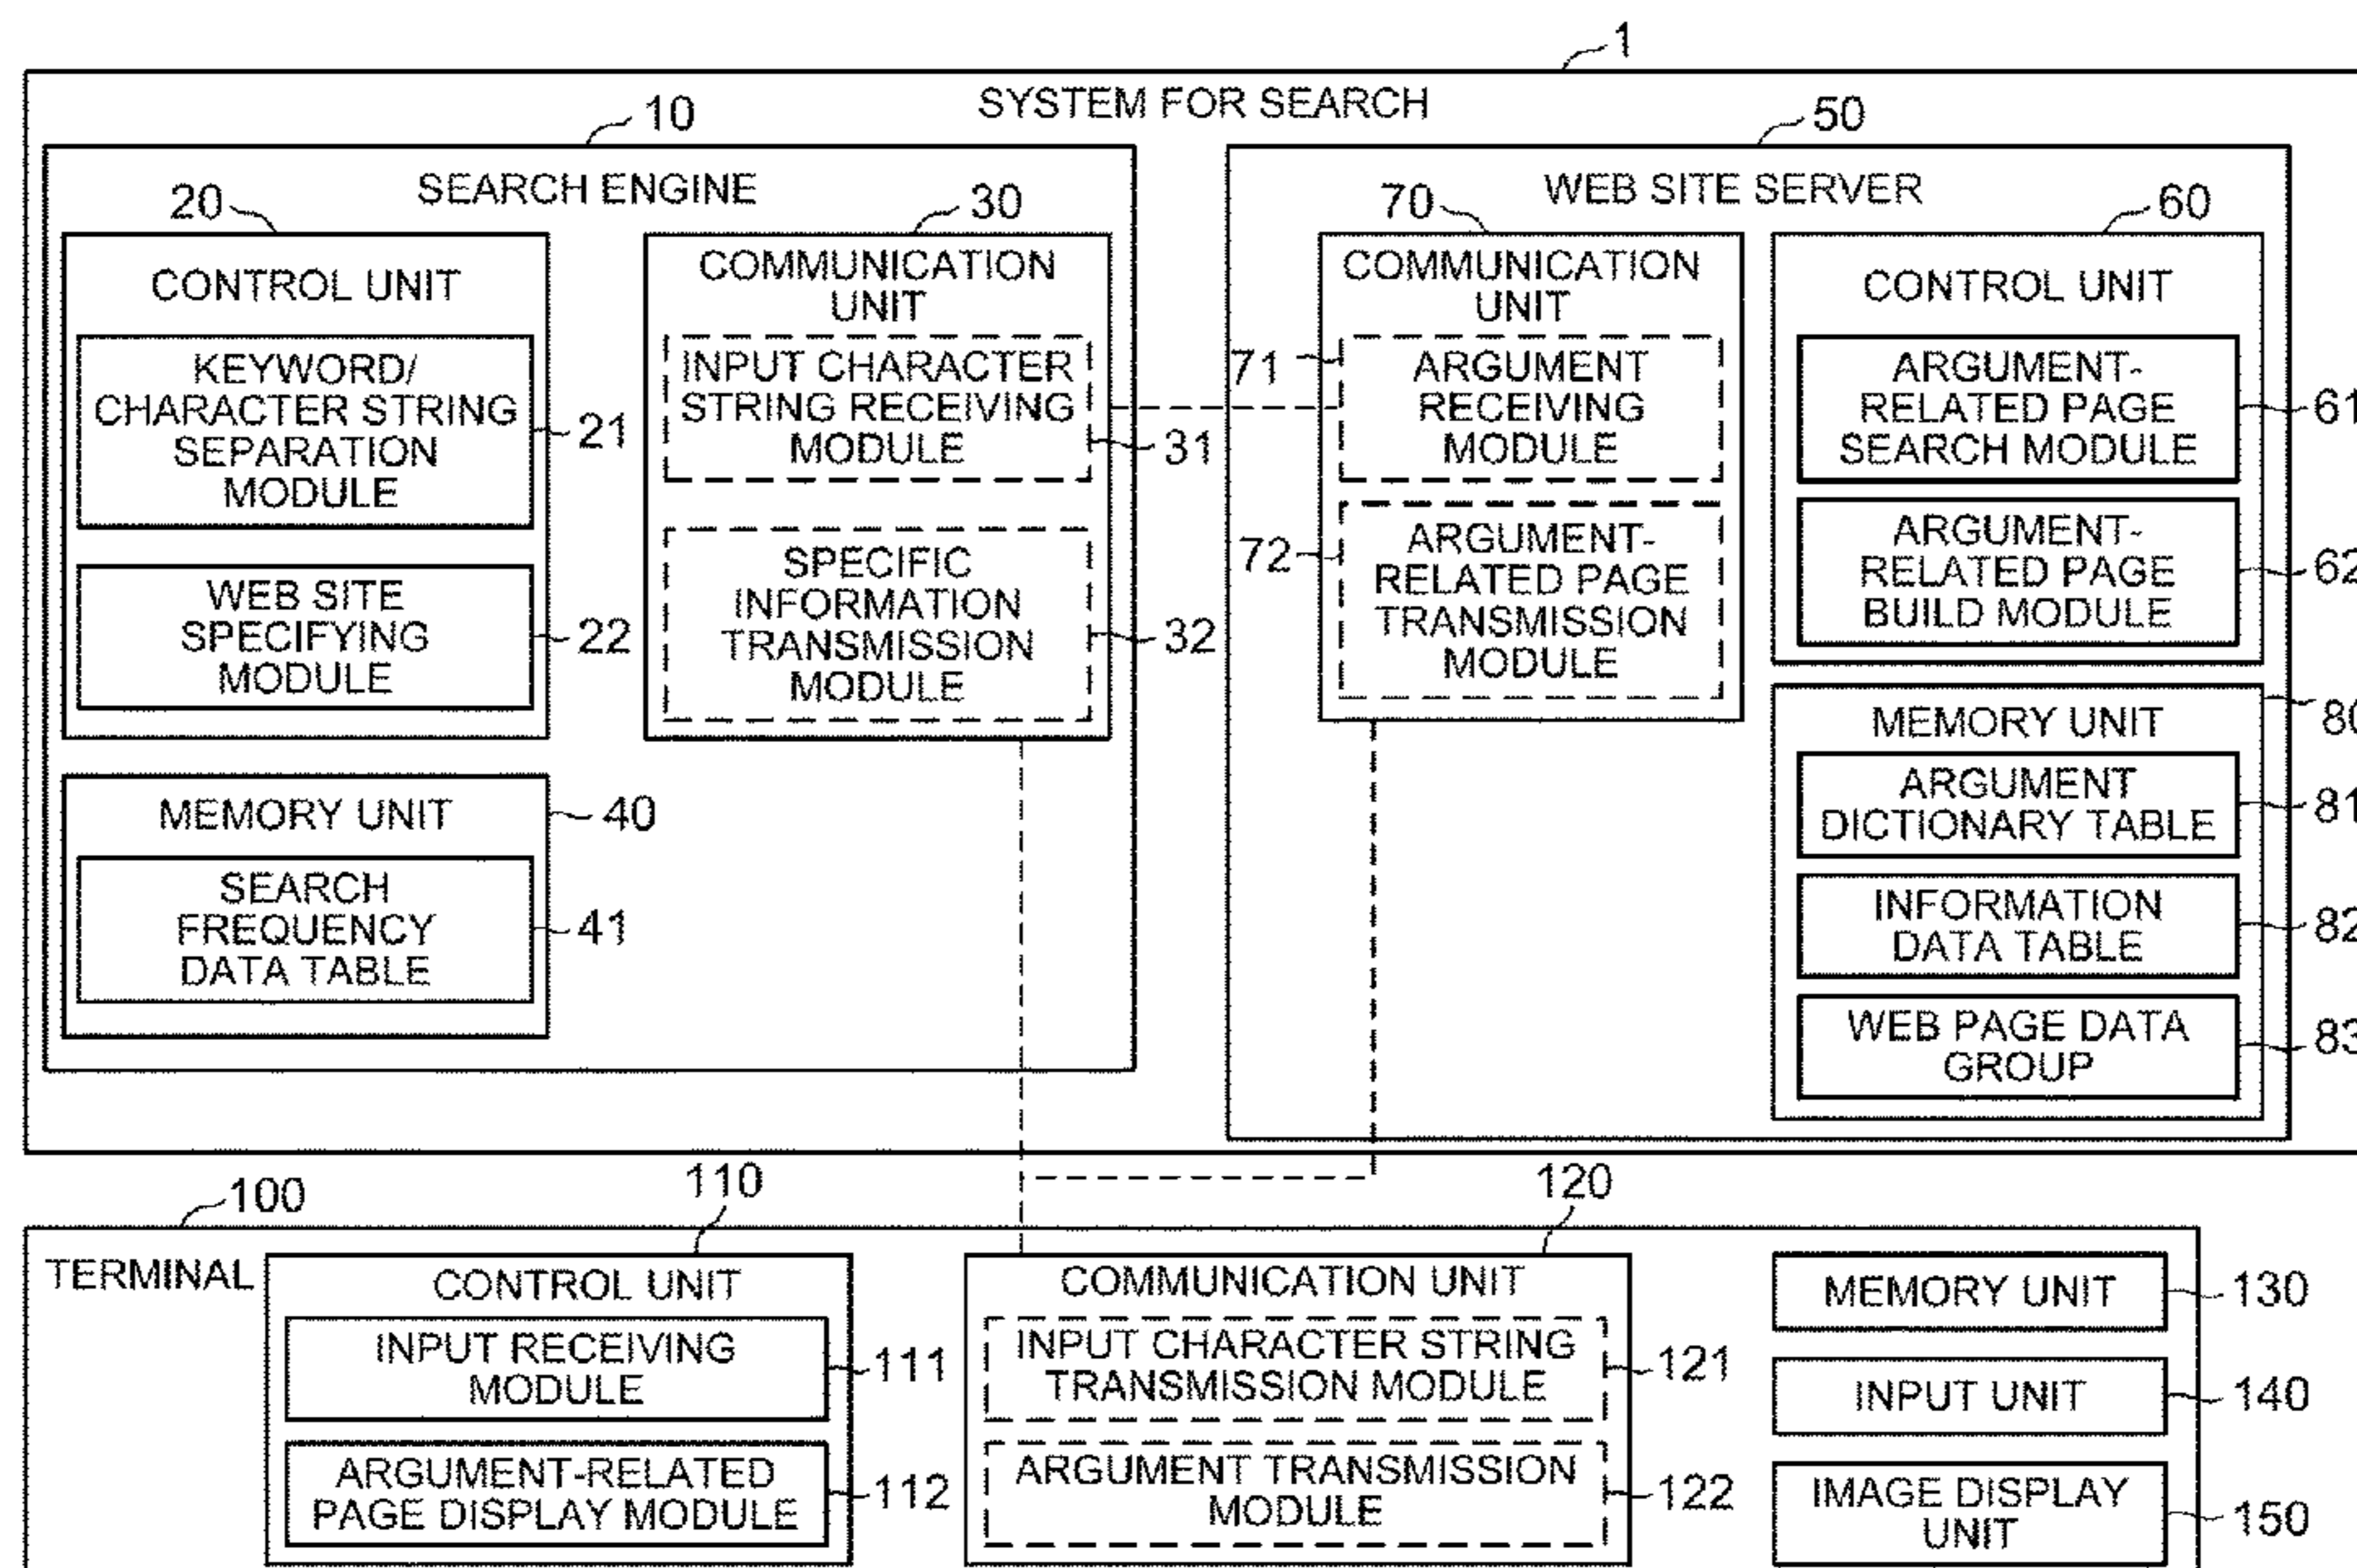 1
SYSTEM FOR SEARCH
10
SEARCH ENGINE
20
CONTROL UNIT
KEYWORD/
CHARACTER STRING
SEPARATION
MODULE
21
WEB SITE
SPECIFYING
MODULE
22
30
COMMUNICATION
UNIT
INPUT CHARACTER
STRING RECEIVING
MODULE
31
SPECIFIC
INFORMATION
TRANSMISSION
MODULE
32
MEMORY UNIT
40
SEARCH
FREQUENCY
DATA TABLE
41
50
WEB SITE SERVER
70
COMMUNICATION
UNIT
71
ARGUMENT
RECEIVING
MODULE
72
ARGUMENT-
RELATED PAGE
TRANSMISSION
MODULE
60
CONTROL UNIT
ARGUMENT-
RELATED PAGE
SEARCH MODULE
61
ARGUMENT-
RELATED PAGE
BUILD MODULE
62
MEMORY UNIT
80
ARGUMENT
DICTIONARY TABLE
81
INFORMATION
DATA TABLE
82
WEB PAGE DATA
GROUP
83
100
TERMINAL
110
CONTROL UNIT
INPUT RECEIVING
MODULE
111
ARGUMENT-RELATED
PAGE DISPLAY MODULE
112
120
COMMUNICATION UNIT
INPUT CHARACTER STRING
TRANSMISSION MODULE
121
ARGUMENT TRANSMISSION
MODULE
122
MEMORY UNIT
130
INPUT UNIT
140
IMAGE DISPLAY
UNIT
150